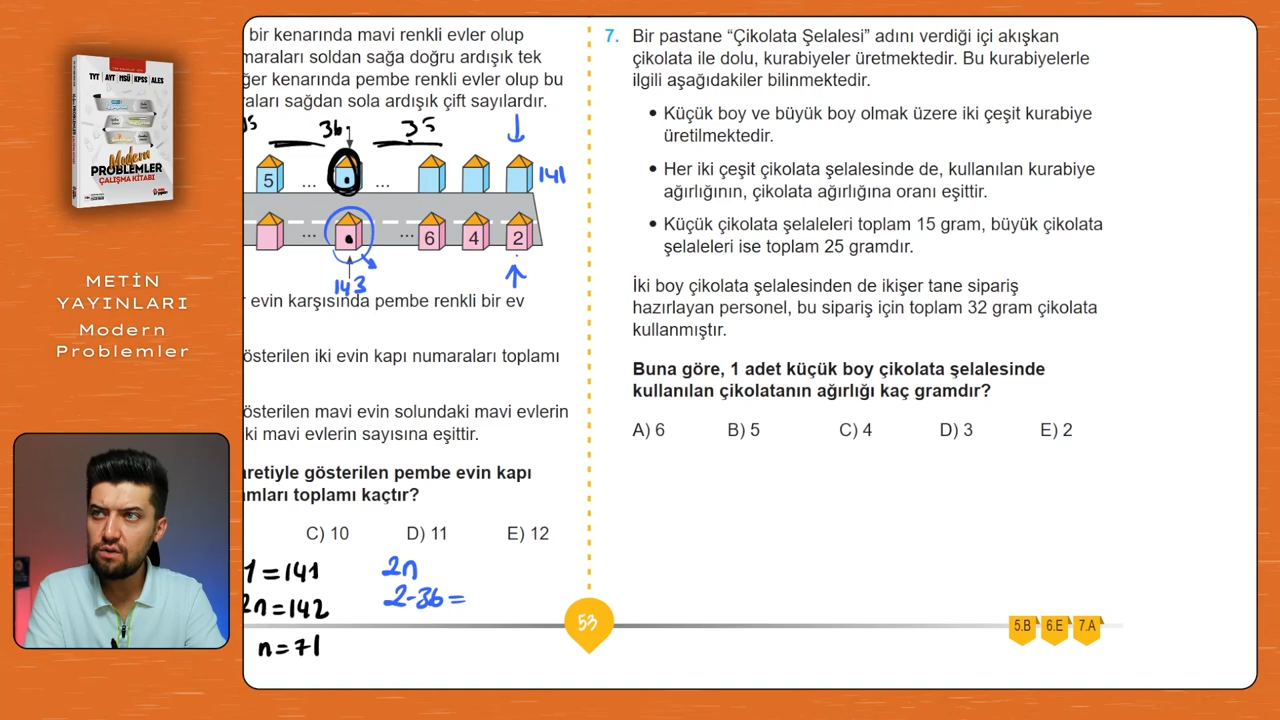 TYT | AYT | MSÜ | KPSS | ALES
Modern
PROBLEMLER
ÇALIŞMA KİTABI
METİN
YAYINLARI
Modern
Problemler
bir kenarında mavi renkli evler olup
maraları soldan sağa doğru ardışık tek
ğer kenarında pembe renkli evler olup bu
raları sağdan sola ardışık çift sayılardır.
35 36 35
5 ... ... 141
... ... 6 4 2
143
r evin karşısında pembe renkli bir ev
österilen iki evin kapı numaraları toplamı
österilen mavi evin solundaki mavi evlerin
ki mavi evlerin sayısına eşittir.
aretiyle gösterilen pembe evin kapı
amları toplamı kaçtır?
C) 10 D) 11 E) 12
1 = 141
2n = 142
n = 71
2n
2-36 =
53
7. Bir pastane “Çikolata Şelalesi” adını verdiği içi akışkan
çikolata ile dolu, kurabiyeler üretmektedir. Bu kurabiyelerle
ilgili aşağıdakiler bilinmektedir.
• Küçük boy ve büyük boy olmak üzere iki çeşit kurabiye
üretilmektedir.
• Her iki çeşit çikolata şelalesinde de, kullanılan kurabiye
ağırlığının, çikolata ağırlığına oranı eşittir.
• Küçük çikolata şelaleleri toplam 15 gram, büyük çikolata
şelaleleri ise toplam 25 gramdır.
İki boy çikolata şelalesinden de ikişer tane sipariş
hazırlayan personel, bu sipariş için toplam 32 gram çikolata
kullanmıştır.
Buna göre, 1 adet küçük boy çikolata şelalesinde
kullanılan çikolatanın ağırlığı kaç gramdır?
A) 6 B) 5 C) 4 D) 3 E) 2
5.B 6.E 7.A